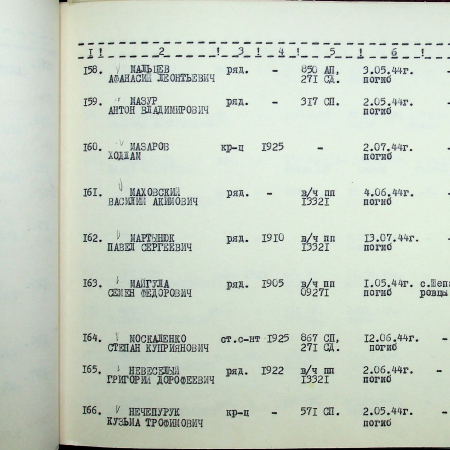 I ! 2 ! 3 ! 4 ! 5 ! 6 !
158. МАЛЬЦЕВ ряд. - 850 АП, 3.05.44г. -
АФАНАСИЙ ЛЕОНТЬЕВИЧ 271 СД. погиб
159. МАЗУР ряд. - 317 СП. 2.05.44г. -
АНТОН ВЛАДИМИРОВИЧ погиб
160. МАЗАРОВ кр-ц 1925 - 2.07.44г. -
ХОДЛАМ погиб
161. МАХОВСКИЙ ряд. - в/ч пп 4.06.44г. -
ВАСИЛИЙ АКИМОВИЧ 13321 погиб
162. МАРТЫНЮК ряд. 1910 в/ч пп 13.07.44г. -
ПАВЕЛ СЕРГЕЕВИЧ 13321 погиб
163. МАЙГУЛА ряд. 1905 в/ч пп 1.05.44г.
СЕМЕН ФЕДОРОВИЧ 09271 погиб ровцы
164. МОСКАЛЕНКО ст.с-нт 1925 867 СП, 12.06.44г. -
СТЕПАН КУПРИЯНОВИЧ 271 СД. погиб
165. НЕВЕСЕЛЫЙ ряд. 1922 в/ч пп 2.06.44г. -
ГРИГОРИЙ ДОРОФЕЕВИЧ 13321 погиб
166. НЕЧЕПУРУК кр-ц - 571 СП. 2.05.44г. -
КУЗЬМА ТРОФИМОВИЧ погиб